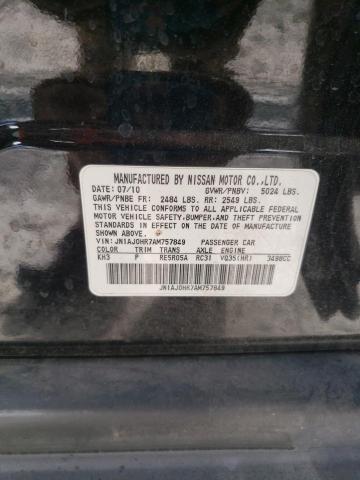 MANUFACTURED BY NISSAN MOTOR CO.,LTD.
DATE: 07/10 GVWR/PNBV: 5024 LBS.
GAWR/PNBE FR: 2484 LBS. RR: 2549 LBS.
THIS VEHICLE CONFORMS TO ALL APPLICABLE FEDERAL
MOTOR VEHICLE SAFETY,BUMPER,AND THEFT PREVENTION
STANDARDS IN EFFECT ON THE DATE OF MANUFACTURE
SHOWN ABOVE.
VIN: JN1AJ0HR7AM757849 PASSENGER CAR
COLOR TRIM TRANS AXLE ENGINE
KH3 P RE5R05A RC31 VQ35(HR) 3498CC
JN1AJ0HR7AM757849